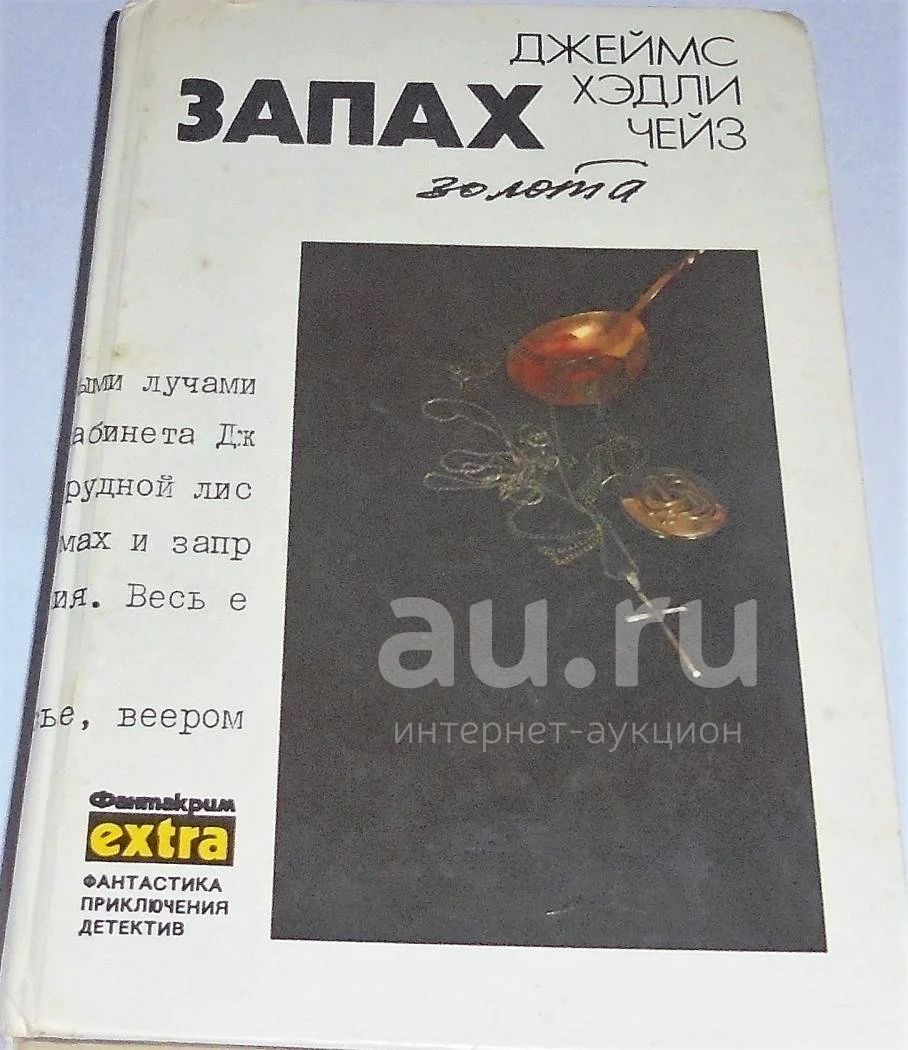 ДЖЕЙМС
ХЭДЛИ
ЧЕЙЗ
ЗАПАХ
золота
ыми лучами
абинета Дж
рудной лис
мах и запр
ия. Весь е
ье, веером
Фантакрим
extra
ФАНТАСТИКА
ПРИКЛЮЧЕНИЯ
ДЕТЕКТИВ
au.ru
интернет-аукцион